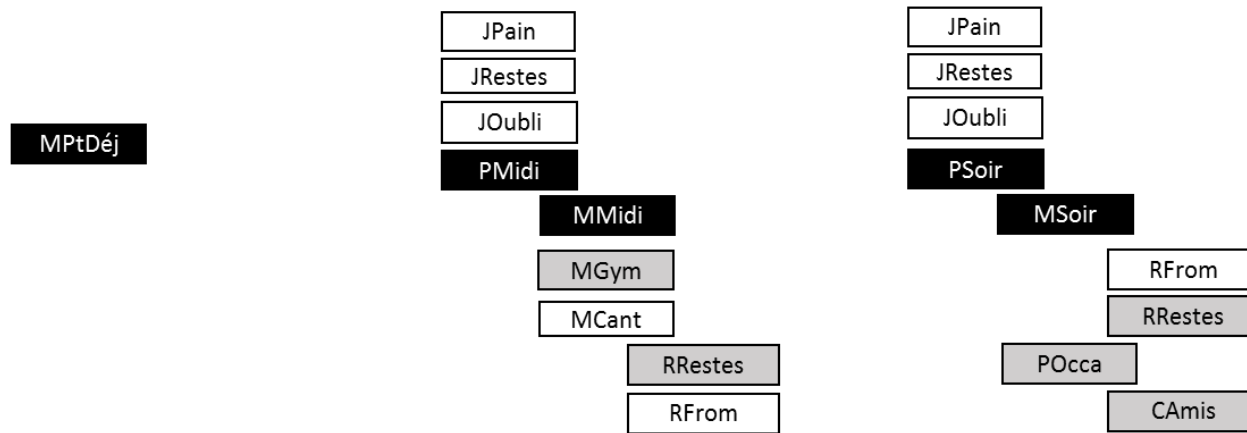 JPain
JPain
JRestes
JRestes
JOubli
JOubli
MPtDéj
PMidi
PSoir
MMidi
MSoir
MGym
RFrom
MCant
RRestes
RRestes
POcca
RFrom
CAmis